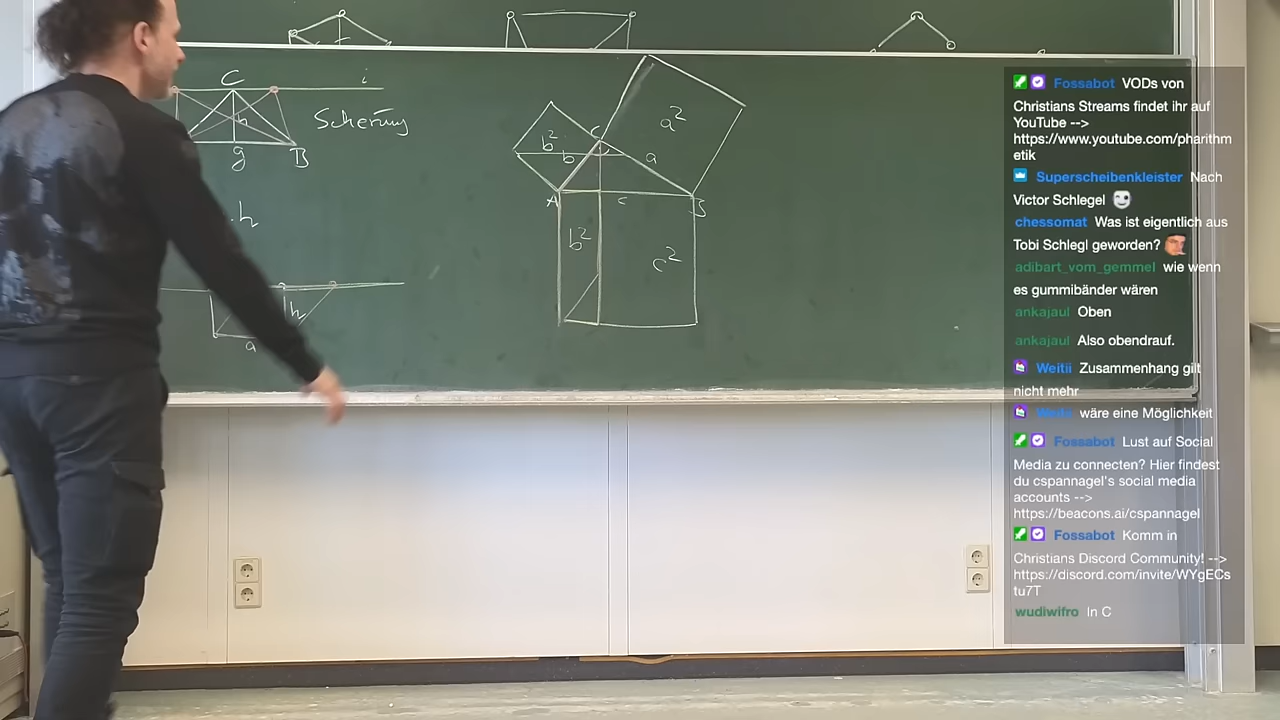 C
i
h
Scherung
g
B
. h
h
a
a²
b²
b
C
a
A
c
B
b²
c²
Fossabot VODs von
Christians Streams findet ihr auf
YouTube -->
https://www.youtube.com/pharithm
etik
Superscheibenkleister Nach
Victor Schlegel
chessomat Was ist eigentlich aus
Tobi Schlegl geworden?
adibart_vom_gemmel wie wenn
es gummibänder wären
ankajaul Oben
ankajaul Also obendrauf.
Weitii Zusammenhang gilt
nicht mehr
Weitii wäre eine Möglichkeit
Fossabot Lust auf Social
Media zu connecten? Hier findest
du cspannagel's social media
accounts -->
https://beacons.ai/cspannagel
Fossabot Komm in
Christians Discord Community! -->
https://discord.com/invite/WYgECs
tu7T
wudiwifro In C